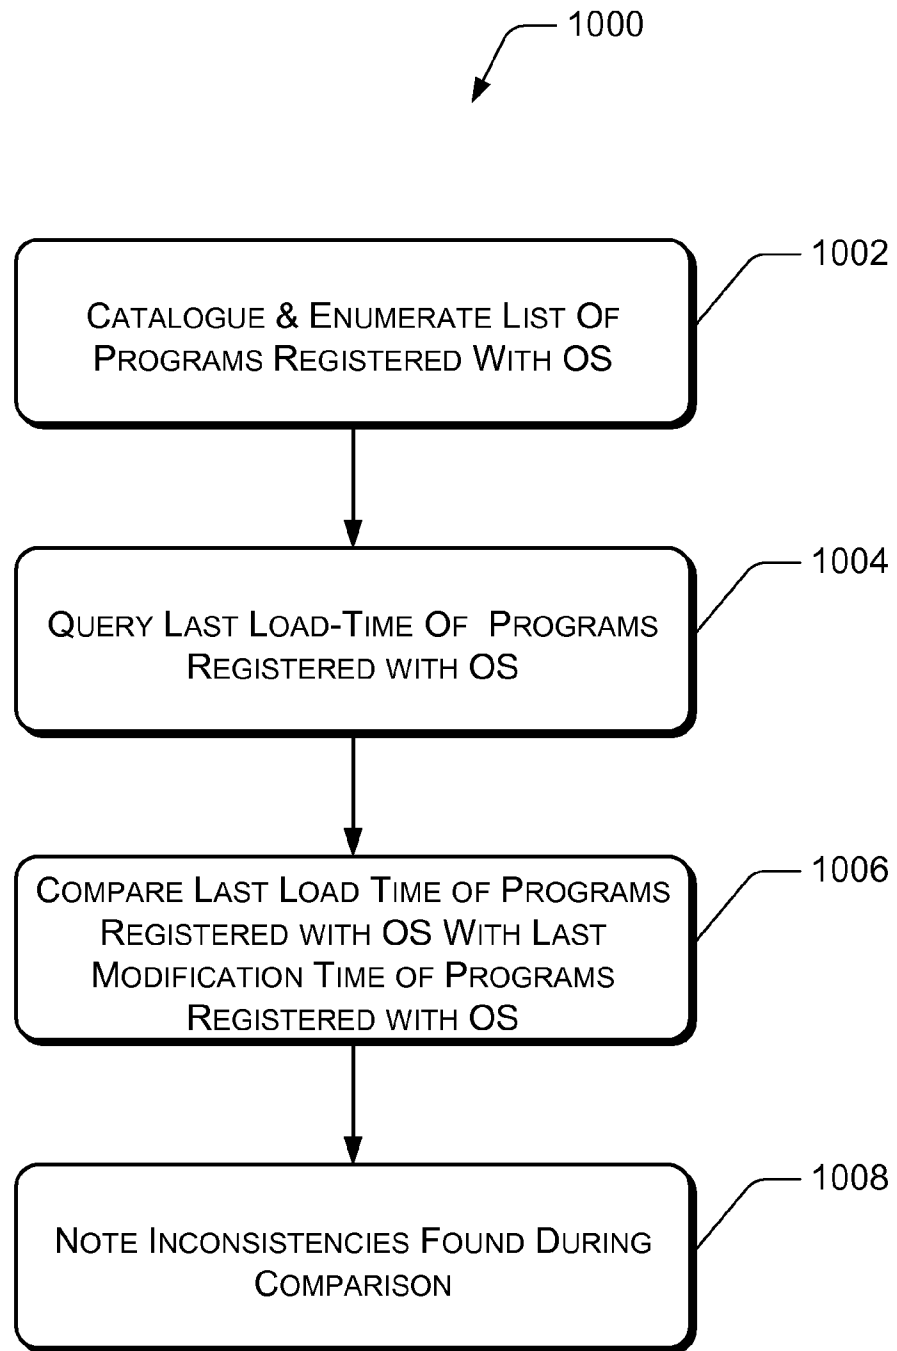 1000
1002
CATALOGUE & ENUMERATE LIST OF
PROGRAMS REGISTERED WITH OS
1004
QUERY LAST LOAD-TIME OF PROGRAMS
REGISTERED WITH OS
1006
COMPARE LAST LOAD TIME OF PROGRAMS
REGISTERED WITH OS WITH LAST
MODIFICATION TIME OF PROGRAMS
REGISTERED WITH OS
1008
NOTE INCONSISTENCIES FOUND DURING
COMPARISON